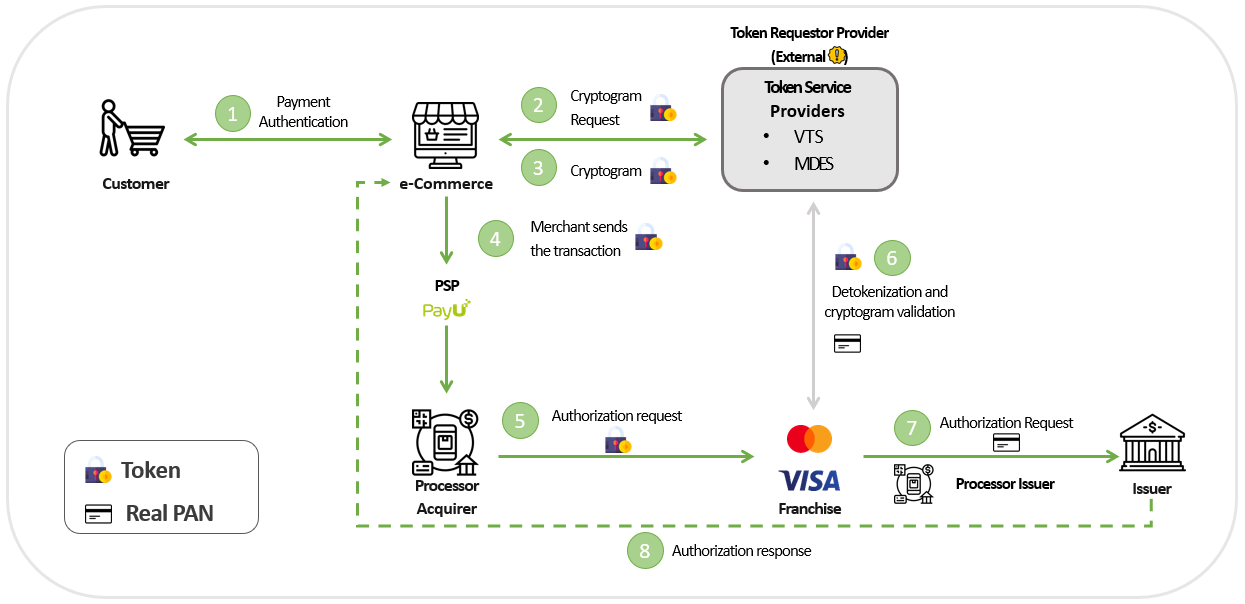 Token Requestor Provider
(External !)
Token Service
Providers
• VTS
• MDES
1
Payment
Authentication
2
Cryptogram
Request
3
Cryptogram
Customer
e-Commerce
4
Merchant sends
the transaction
PSP
PayU
6
Detokenization and
cryptogram validation
5
Authorization request
7
Authorization Request
Processor
Acquirer
VISA
Franchise
Processor Issuer
Issuer
Token
Real PAN
8
Authorization response